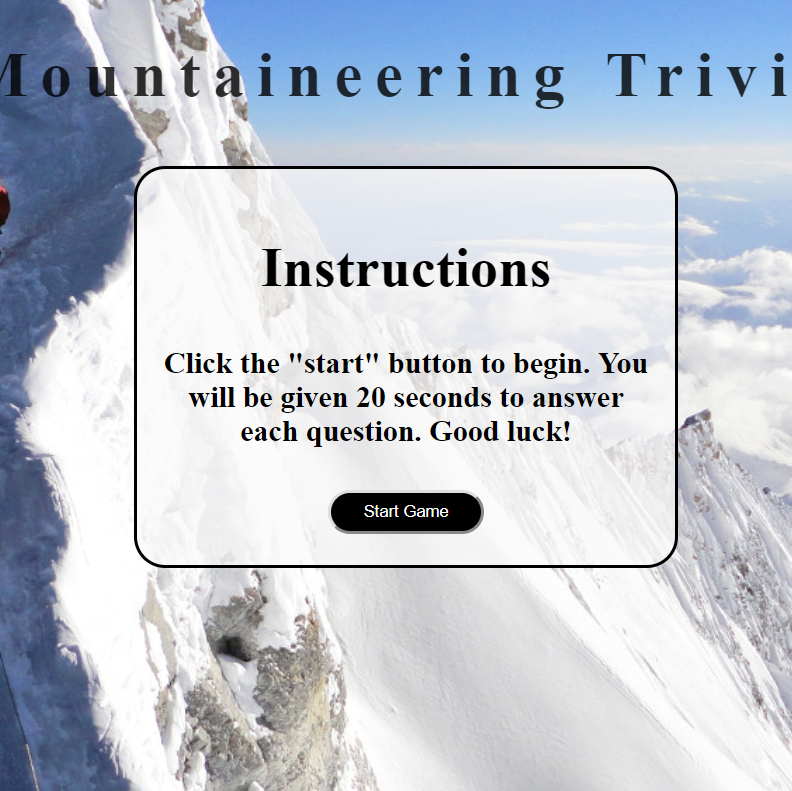 Mountaineering Trivi
Instructions
Click the "start" button to begin. You
will be given 20 seconds to answer
each question. Good luck!
Start Game